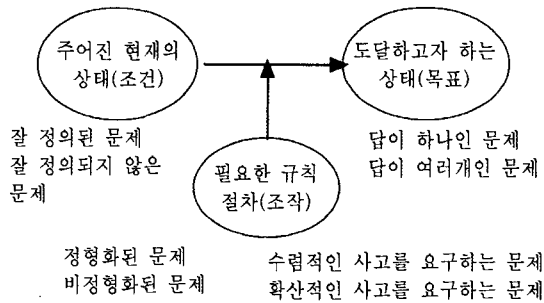 주어진 현재의
상태(조건)
도달하고자 하는
상태(목표)
잘 정의된 문제
잘 정의되지 않은
문제
답이 하나인 문제
답이 여러개인 문제
필요한 규칙
절차(조작)
정형화된 문제
비정형화된 문제
수렴적인 사고를 요구하는 문제
확산적인 사고를 요구하는 문제